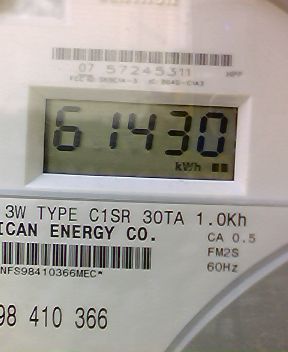 07 57245311
61430
kWh
3W TYPE C1SR 30TA 1.0Kh
ICAN ENERGY CO.
CA 0.5
FM2S
60Hz
NFS98410366MEC*
98 410 366